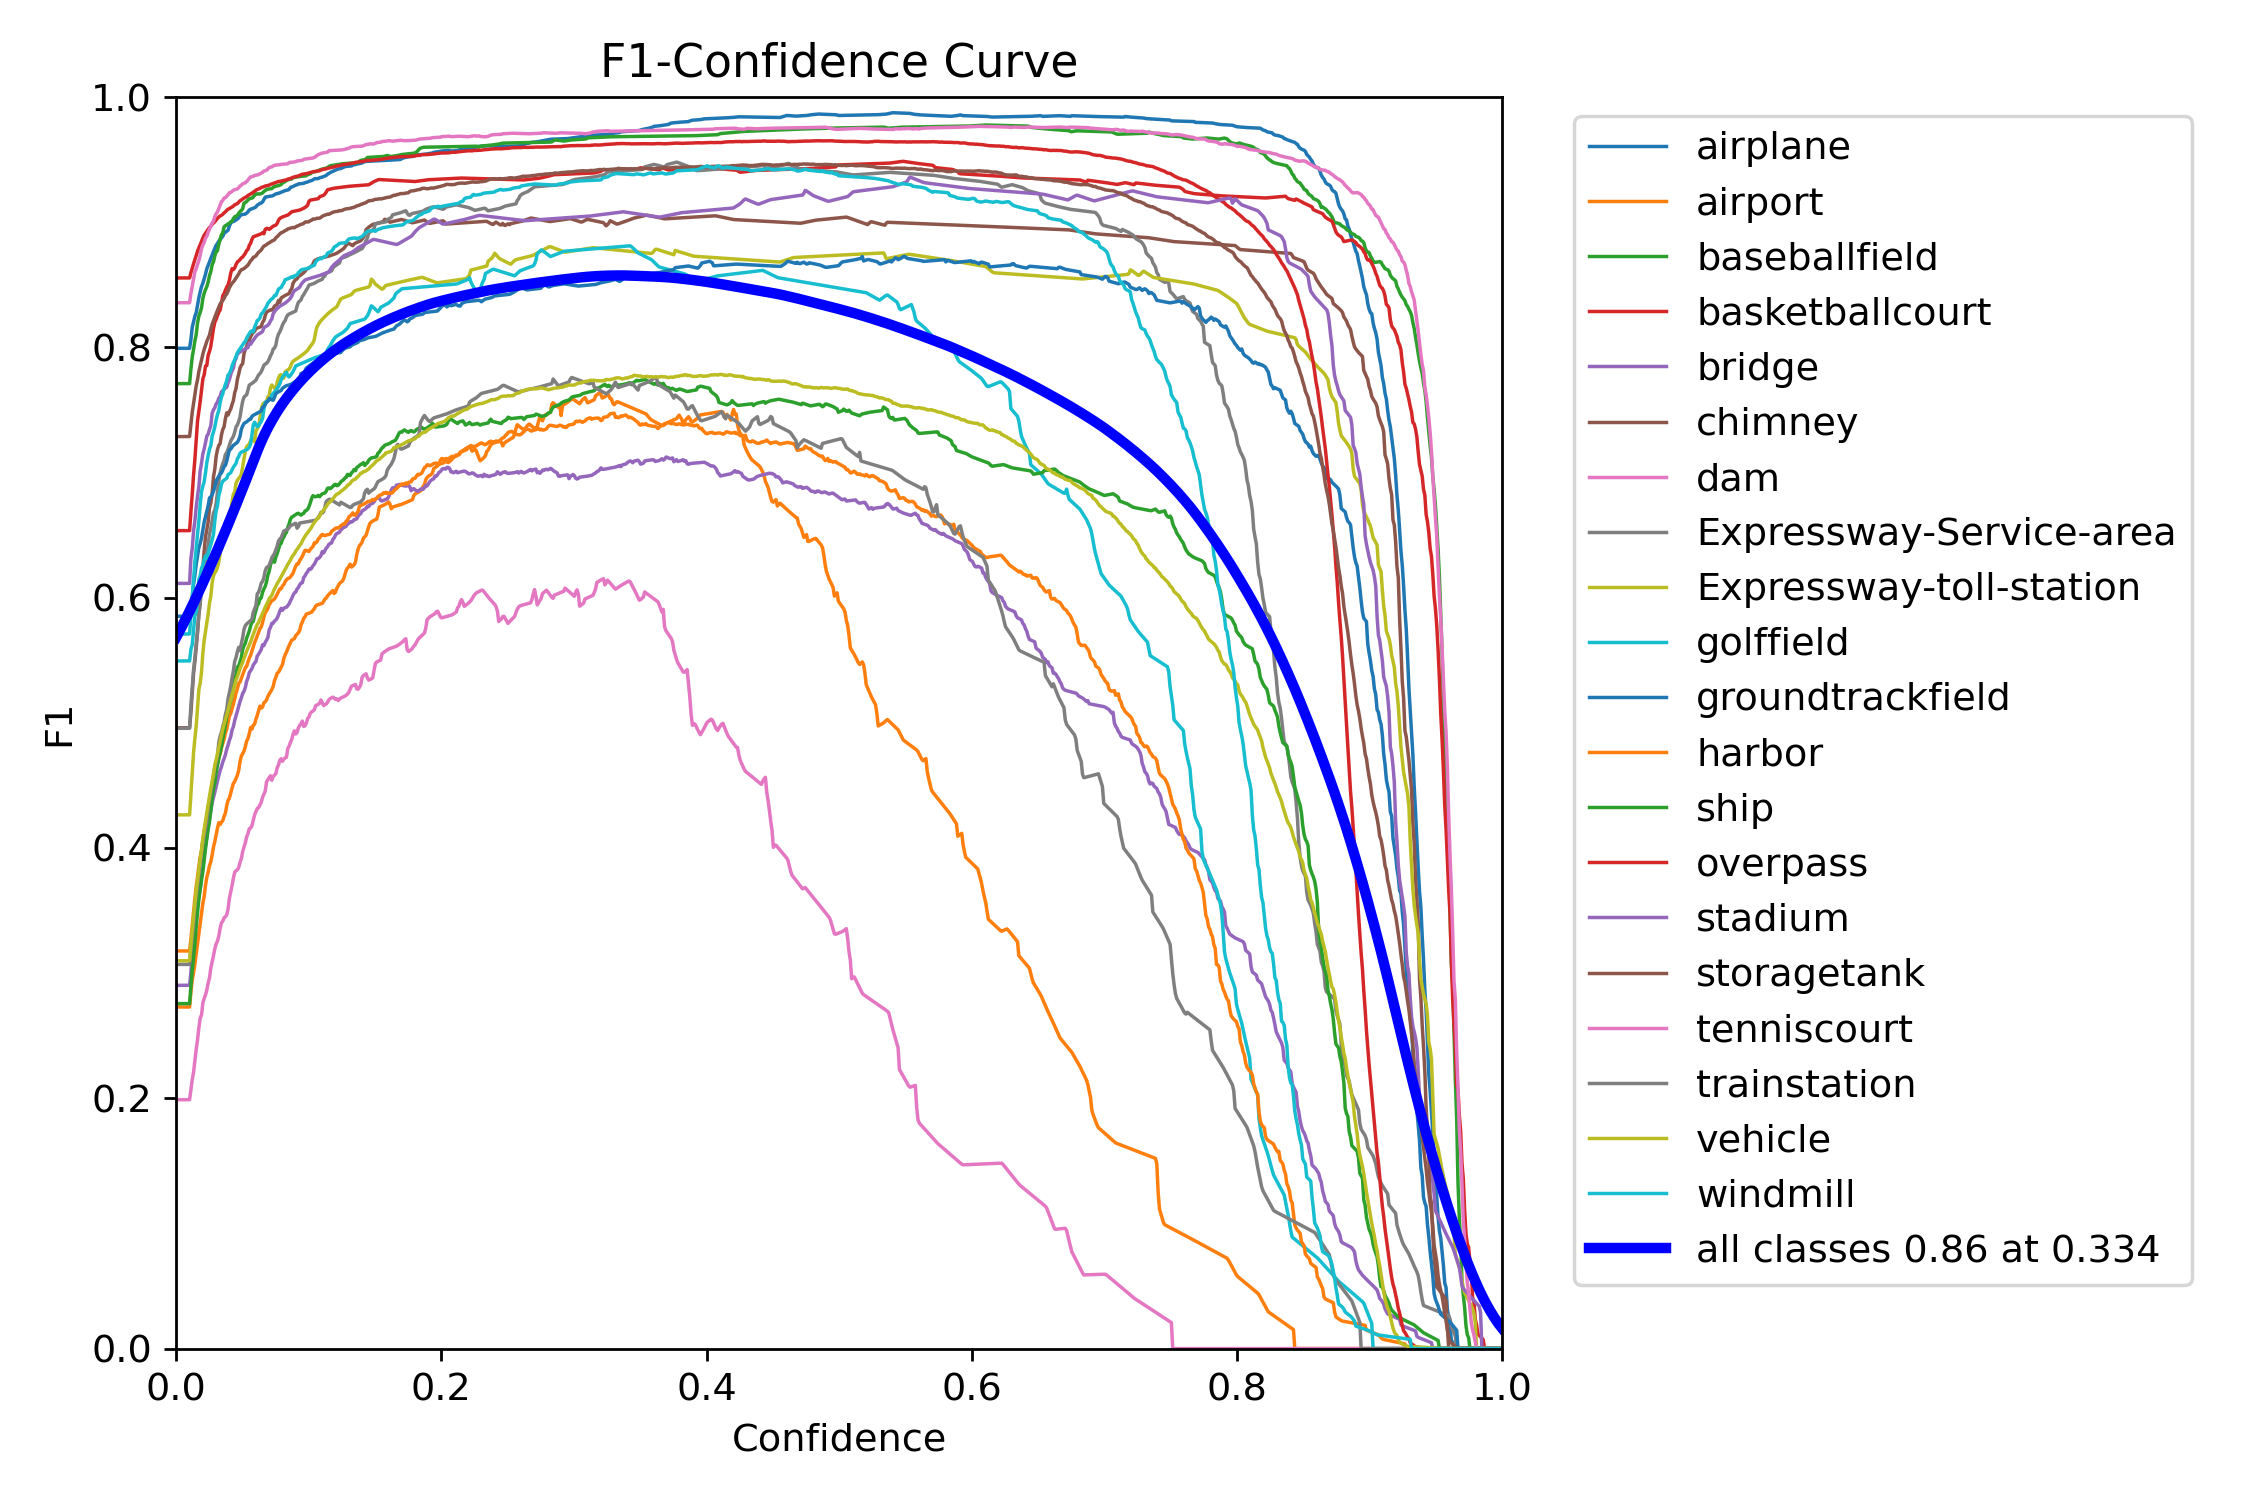 F1-Confidence Curve
1.0
0.8
0.6
0.4
0.2
0.0
F1
0.0 0.2 0.4 0.6 0.8 1.0
Confidence
airplane
airport
baseballfield
basketballcourt
bridge
chimney
dam
Expressway-Service-area
Expressway-toll-station
golffield
groundtrackfield
harbor
ship
overpass
stadium
storagetank
tenniscourt
trainstation
vehicle
windmill
all classes 0.86 at 0.334